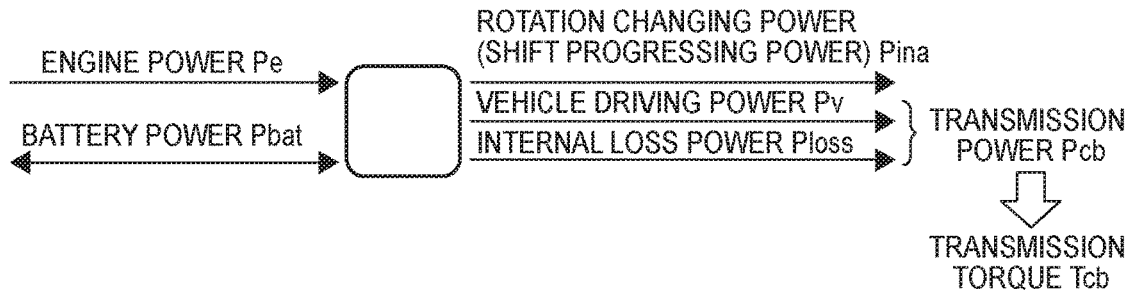 ROTATION CHANGING POWER
(SHIFT PROGRESSING POWER) Pina
ENGINE POWER Pe
VEHICLE DRIVING POWER Pv
BATTERY POWER Pbat
INTERNAL LOSS POWER Ploss
TRANSMISSION
POWER Pcb
TRANSMISSION
TORQUE Tcb